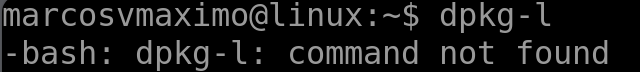 marcosvmaximo@linux:~$ dpkg-l
-bash: dpkg-l: command not found